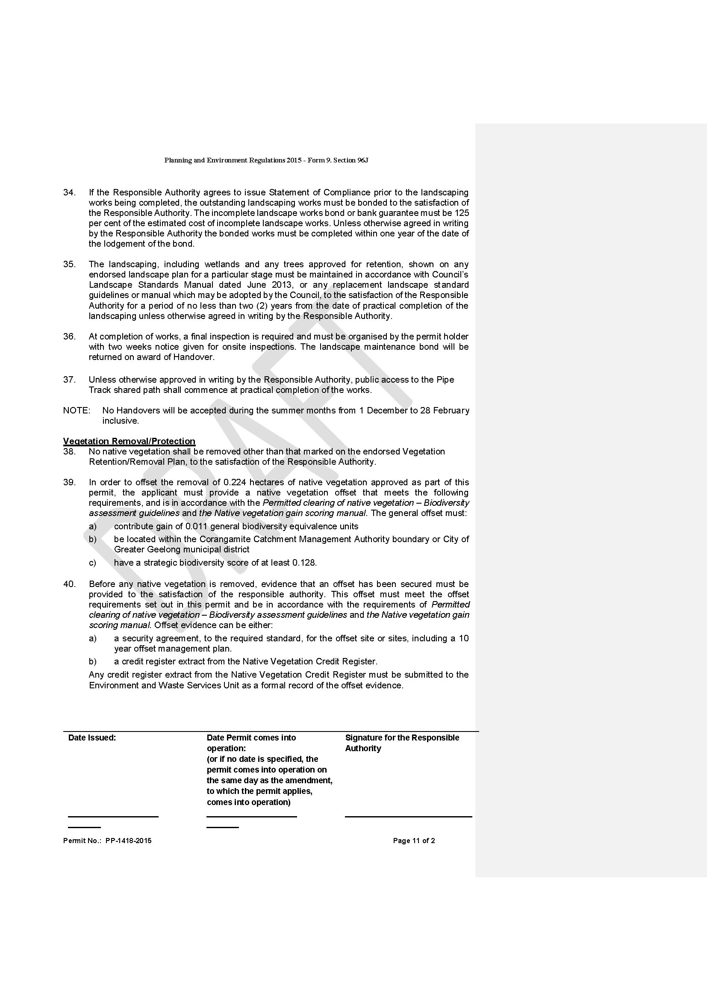 Planning and Environment Regulations 2015 - Form 9. Section 96J
34. If the Responsible Authority agrees to issue Statement of Compliance prior to the landscaping
works being completed, the outstanding landscaping works must be bonded to the satisfaction of
the Responsible Authority. The incomplete landscape works bond or bank guarantee must be 125
per cent of the estimated cost of incomplete landscape works. Unless otherwise agreed in writing
by the Responsible Authority the bonded works must be completed within one year of the date of
the lodgement of the bond.
35. The landscaping, including wetlands and any trees approved for retention, shown on any
endorsed landscape plan for a particular stage must be maintained in accordance with Council's
Landscape Standards Manual dated June 2013, or any replacement landscape standard
guidelines or manual which may be adopted by the Council, to the satisfaction of the Responsible
Authority for a period of no less than two (2) years from the date of practical completion of the
landscaping unless otherwise agreed in writing by the Responsible Authority.
36. At completion of works, a final inspection is required and must be organised by the permit holder
with two weeks notice given for onsite inspections. The landscape maintenance bond will be
returned on award of Handover.
37. Unless otherwise approved in writing by the Responsible Authority, public access to the Pipe
Track shared path shall commence at practical completion of the works.
NOTE: No Handovers will be accepted during the summer months from 1 December to 28 February
inclusive.
Vegetation Removal/Protection
38. No native vegetation shall be removed other than that marked on the endorsed Vegetation
Retention/Removal Plan, to the satisfaction of the Responsible Authority.
39. In order to offset the removal of 0.224 hectares of native vegetation approved as part of this
permit, the applicant must provide a native vegetation offset that meets the following
requirements, and is in accordance with the Permitted clearing of native vegetation – Biodiversity
assessment guidelines and the Native vegetation gain scoring manual. The general offset must:
a) contribute gain of 0.011 general biodiversity equivalence units
b) be located within the Corangamite Catchment Management Authority boundary or City of
Greater Geelong municipal district
c) have a strategic biodiversity score of at least 0.128.
40. Before any native vegetation is removed, evidence that an offset has been secured must be
provided to the satisfaction of the responsible authority. This offset must meet the offset
requirements set out in this permit and be in accordance with the requirements of Permitted
clearing of native vegetation – Biodiversity assessment guidelines and the Native vegetation gain
scoring manual. Offset evidence can be either:
a) a security agreement, to the required standard, for the offset site or sites, including a 10
year offset management plan.
b) a credit register extract from the Native Vegetation Credit Register.
Any credit register extract from the Native Vegetation Credit Register must be submitted to the
Environment and Waste Services Unit as a formal record of the offset evidence.
DRAFT
Date Issued:
Date Permit comes into
operation:
(or if no date is specified, the
permit comes into operation on
the same day as the amendment,
to which the permit applies,
comes into operation)
Signature for the Responsible
Authority
Permit No.: PP-1418-2015 Page 11 of 2